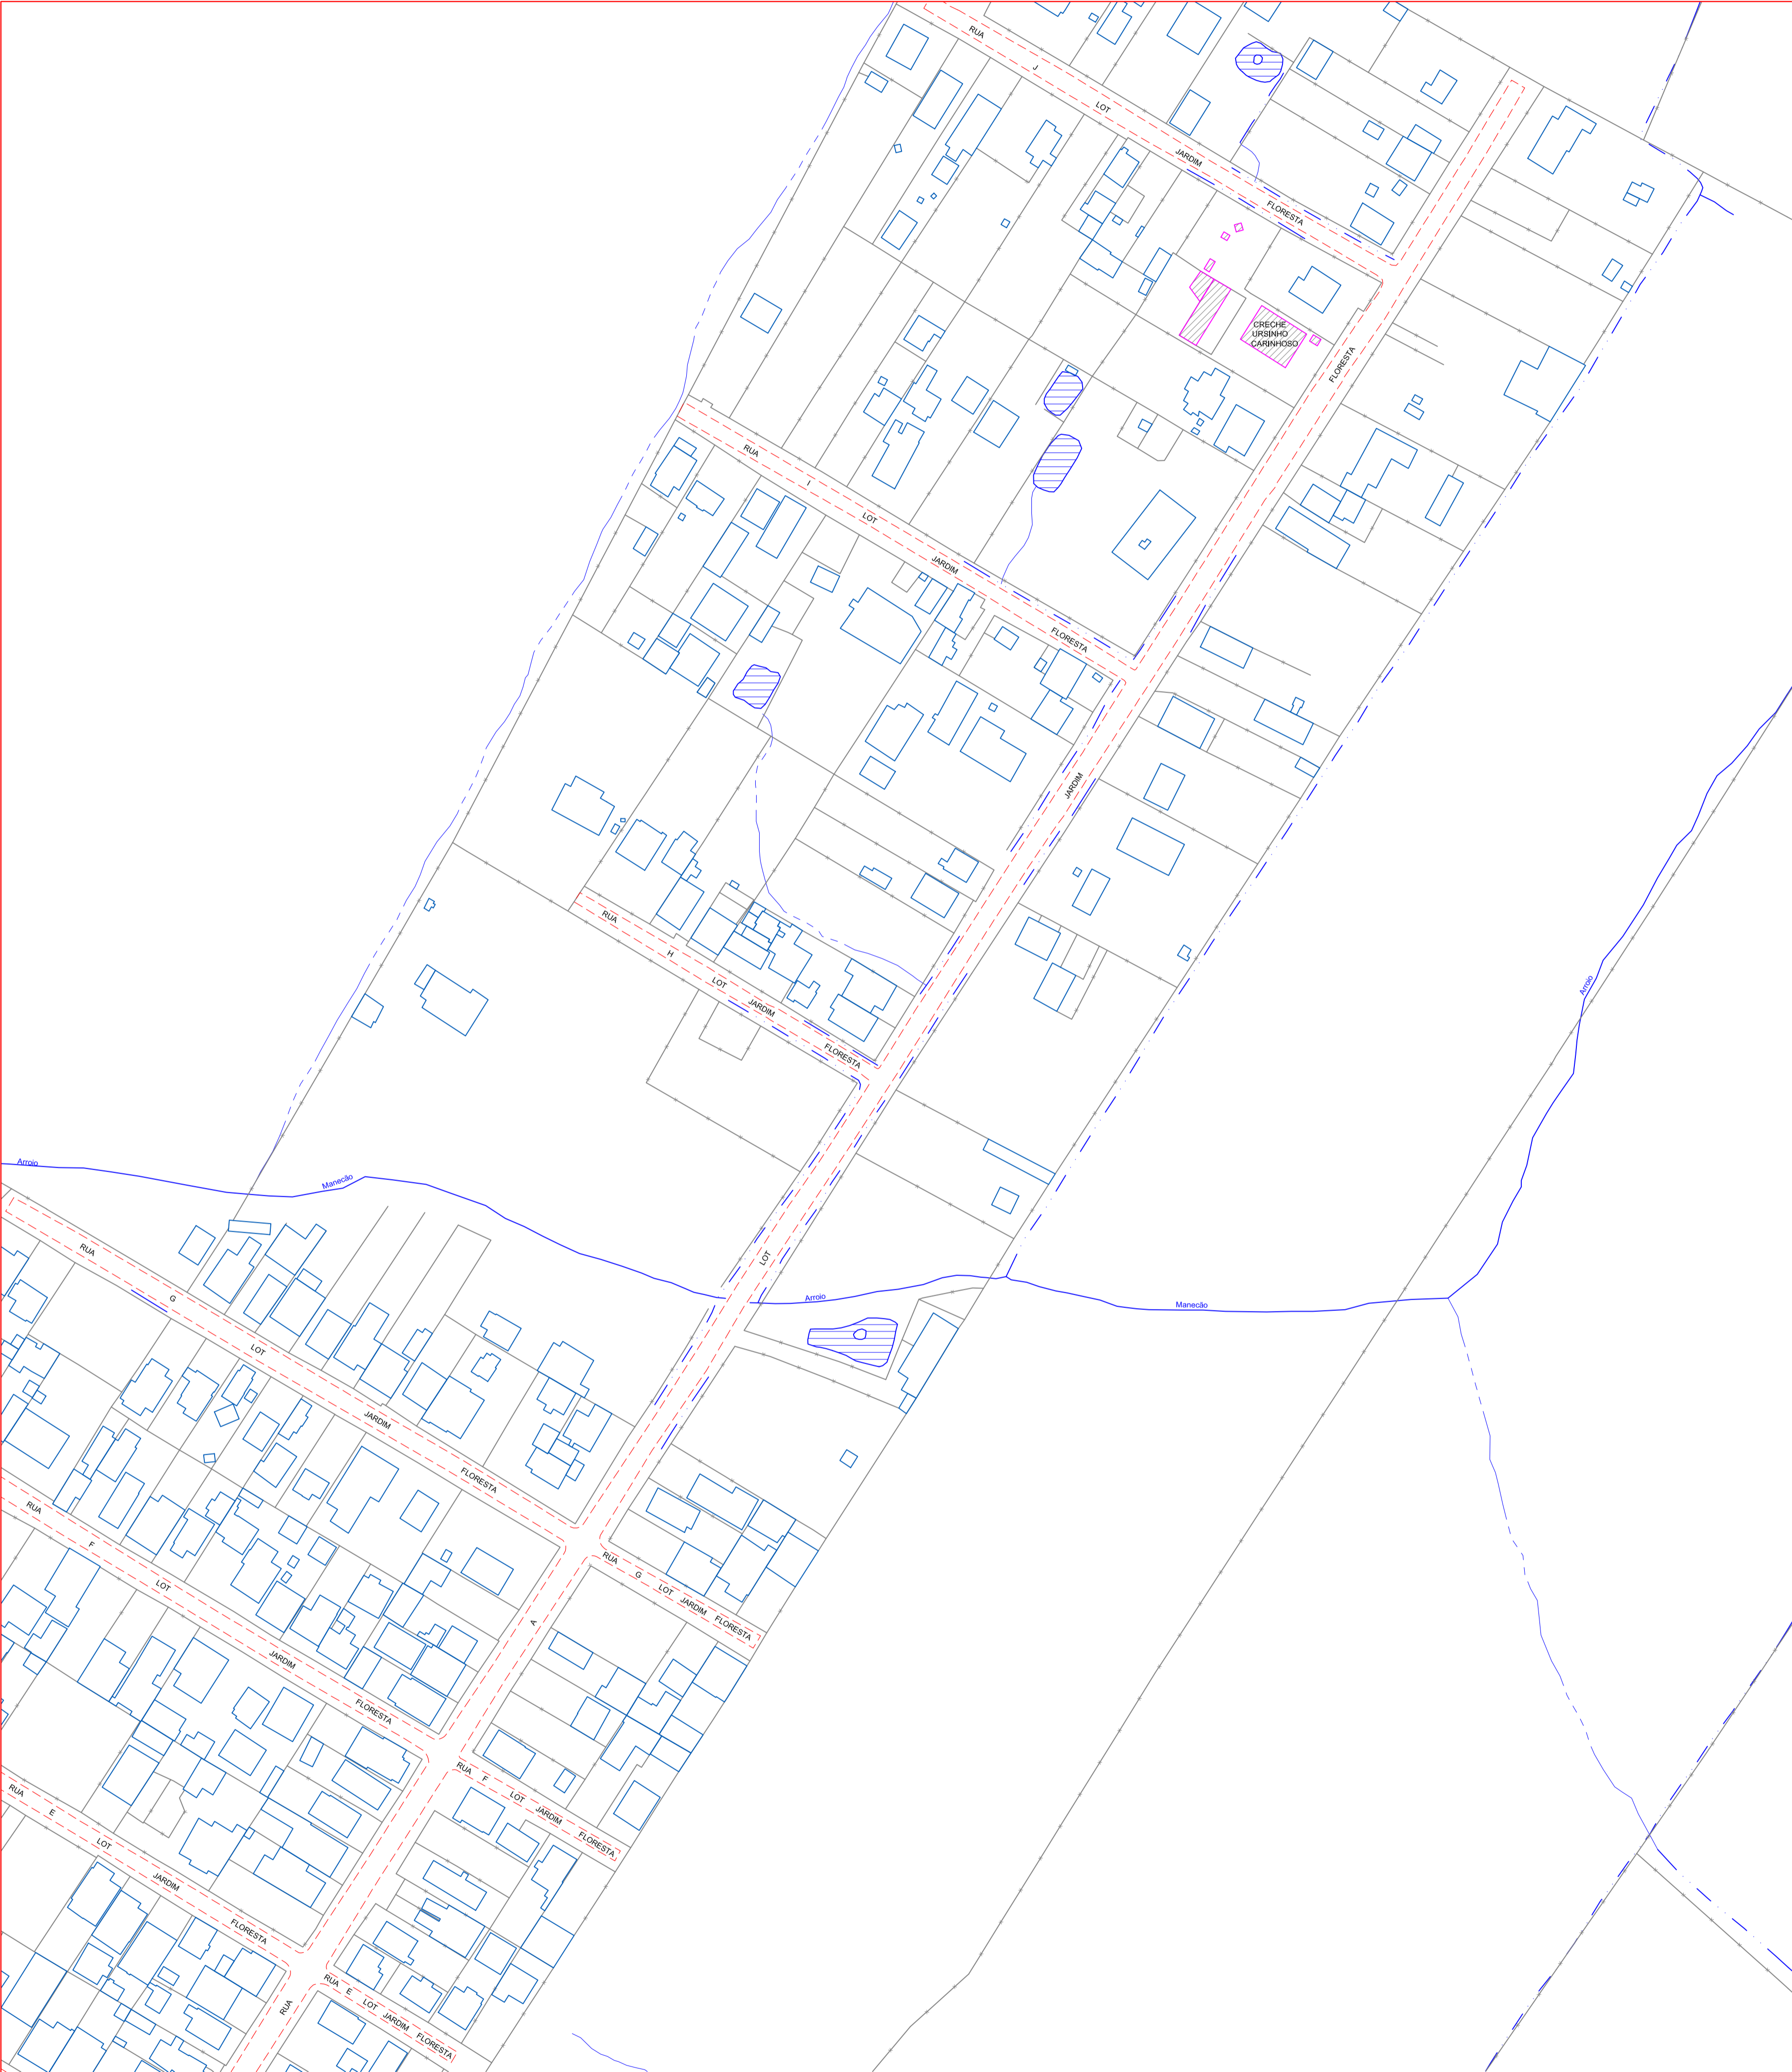 RUA J LOT JARDIM FLORESTA
CRECHE
URSINHO
CARINHOSO
RUA I LOT JARDIM FLORESTA
RUA H LOT JARDIM FLORESTA
Arroio Manecão
Arroio Manecão
Arroio
RUA G LOT JARDIM FLORESTA
RUA G LOT JARDIM FLORESTA
RUA F LOT JARDIM FLORESTA
RUA F LOT JARDIM FLORESTA
RUA E LOT JARDIM FLORESTA
RUA E LOT JARDIM FLORESTA
RUA A LOT JARDIM FLORESTA